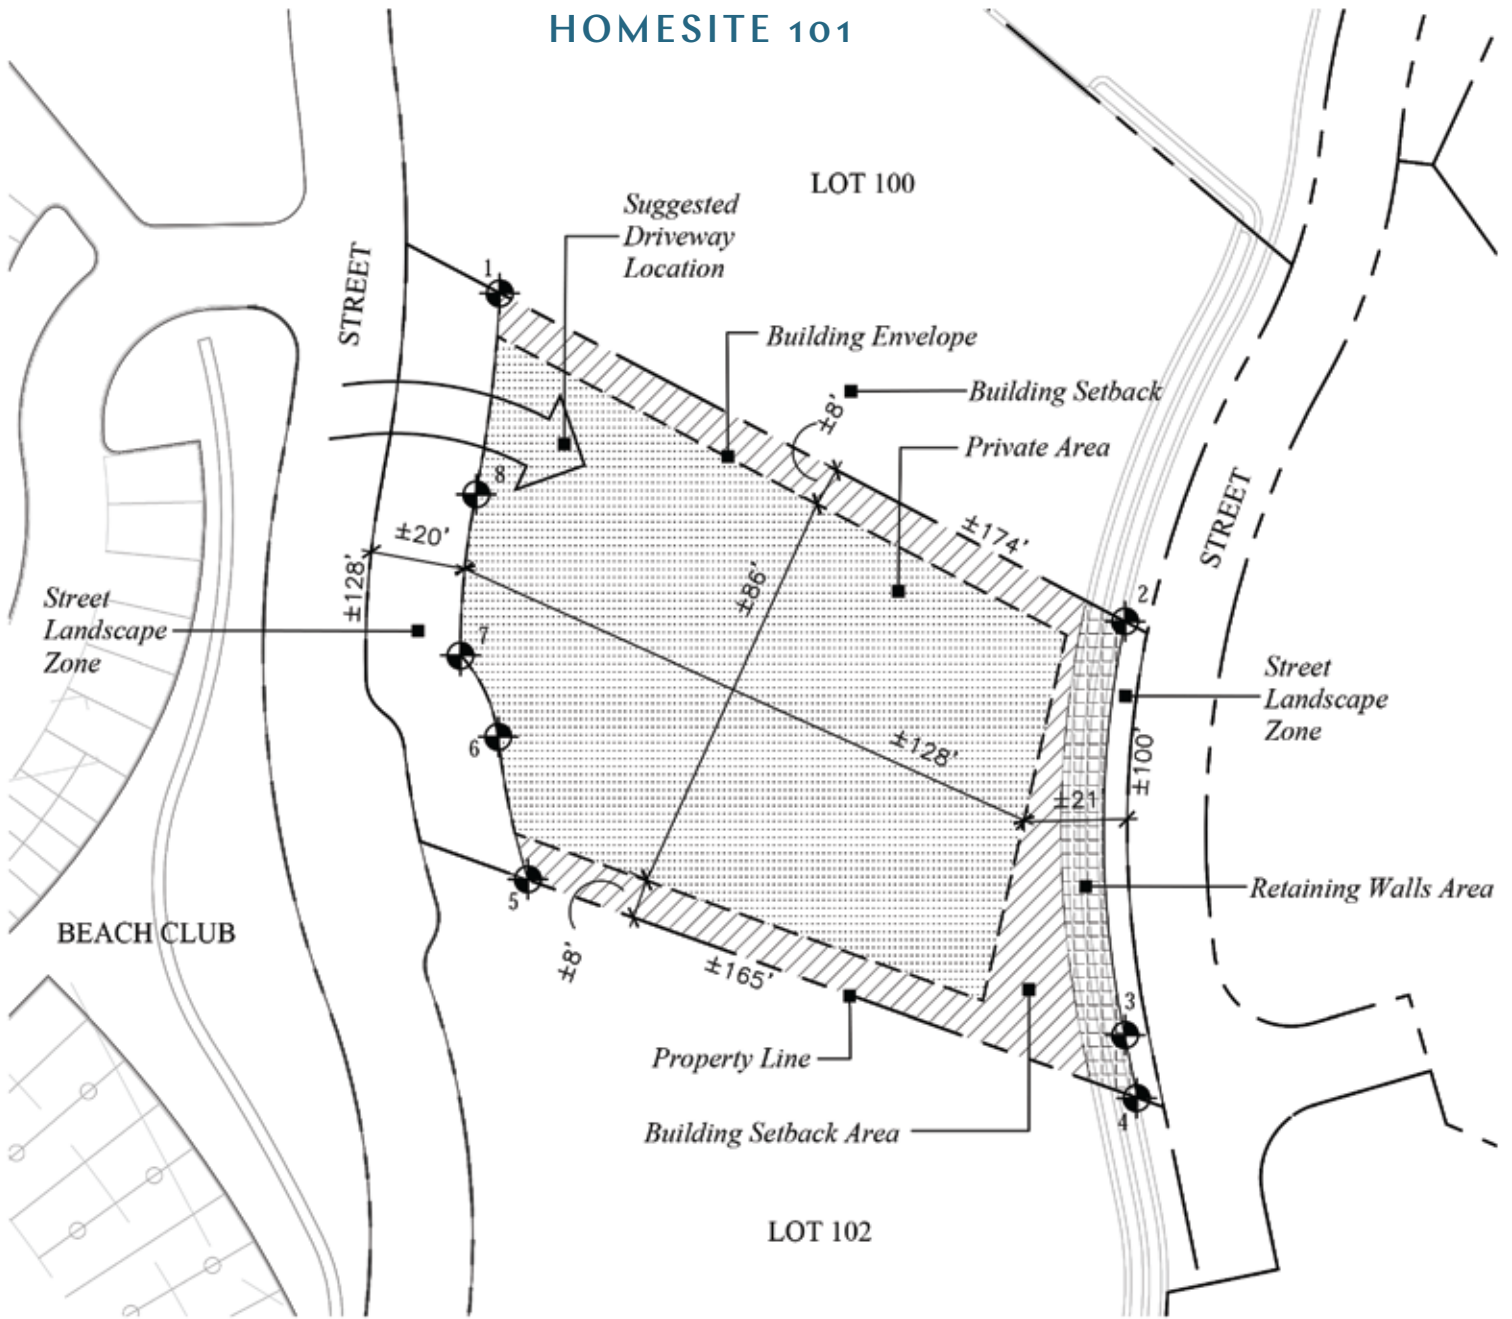 HOMESITE 101
LOT 100
Suggested
Driveway
Location
STREET
1
Building Envelope
±8'
Building Setback
Private Area
8
±20'
±174'
STREET
±128'
±86'
2
Street
Landscape
Zone
7
Street
Landscape
Zone
6
±128'
±100'
±21'
5
Retaining Walls Area
BEACH CLUB
±8'
±165'
3
Property Line
4
Building Setback Area
LOT 102